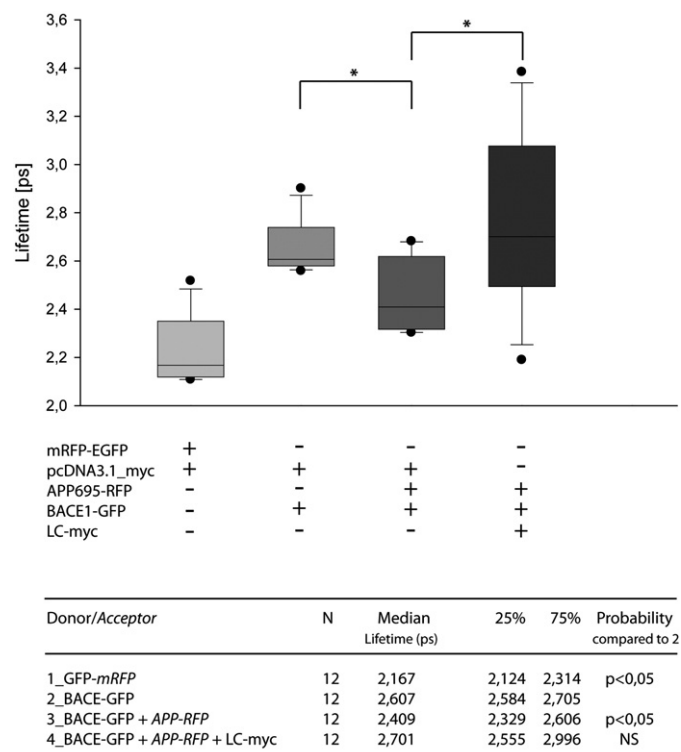 3,6
3,4
3,2
3,0
2,8
2,6
2,4
2,2
2,0
Lifetime [ps]
*
*
mRFP-EGFP + - - -
pcDNA3.1_myc + + + -
APP695-RFP - - + +
BACE1-GFP - + + +
LC-myc - - - +
Donor/Acceptor N Median 25% 75% Probability
Lifetime (ps) compared to 2
1_GFP-mRFP 12 2,167 2,124 2,314 p<0,05
2_BACE-GFP 12 2,607 2,584 2,705
3_BACE-GFP + APP-RFP 12 2,409 2,329 2,606 p<0,05
4_BACE-GFP + APP-RFP + LC-myc 12 2,701 2,555 2,996 NS